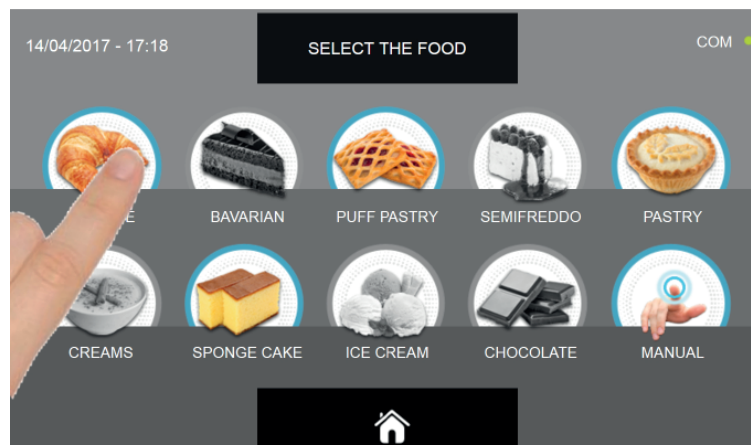 14/04/2017 - 17:18
SELECT THE FOOD
COM
BAVARIAN
PUFF PASTRY
SEMIFREDDO
PASTRY
CREAMS
SPONGE CAKE
ICE CREAM
CHOCOLATE
MANUAL